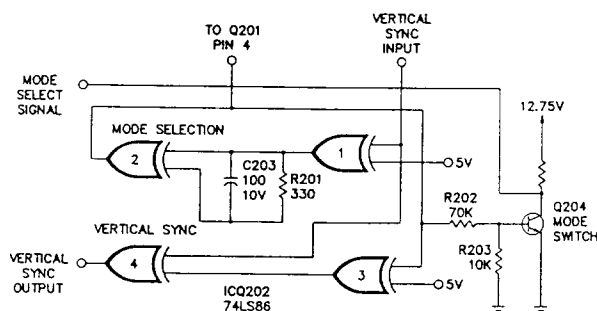 TO Q201
PIN 4
VERTICAL
SYNC
INPUT
MODE
SELECT
SIGNAL
12.75V
MODE SELECTION
2
C203
100
10V
R201
330
1
5V
R202
70K
Q204
MODE
SWITCH
VERTICAL SYNC
R203
10K
VERTICAL
SYNC
OUTPUT
4
3
5V
ICQ202
74LS86